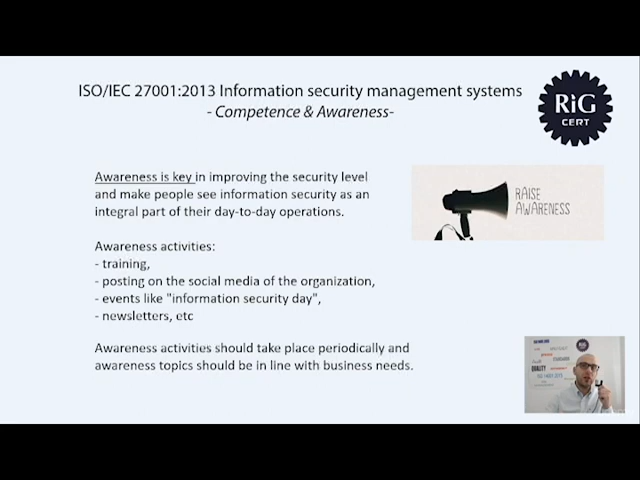 ISO/IEC 27001:2013 Information security management systems
- Competence & Awareness-
RiG
CERT
Awareness is key in improving the security level
and make people see information security as an
integral part of their day-to-day operations.
RAISE
AWARENESS
Awareness activities:
- training,
- posting on the social media of the organization,
- events like "information security day",
- newsletters, etc
Awareness activities should take place periodically and
awareness topics should be in line with business needs.
RiG
QUALITY